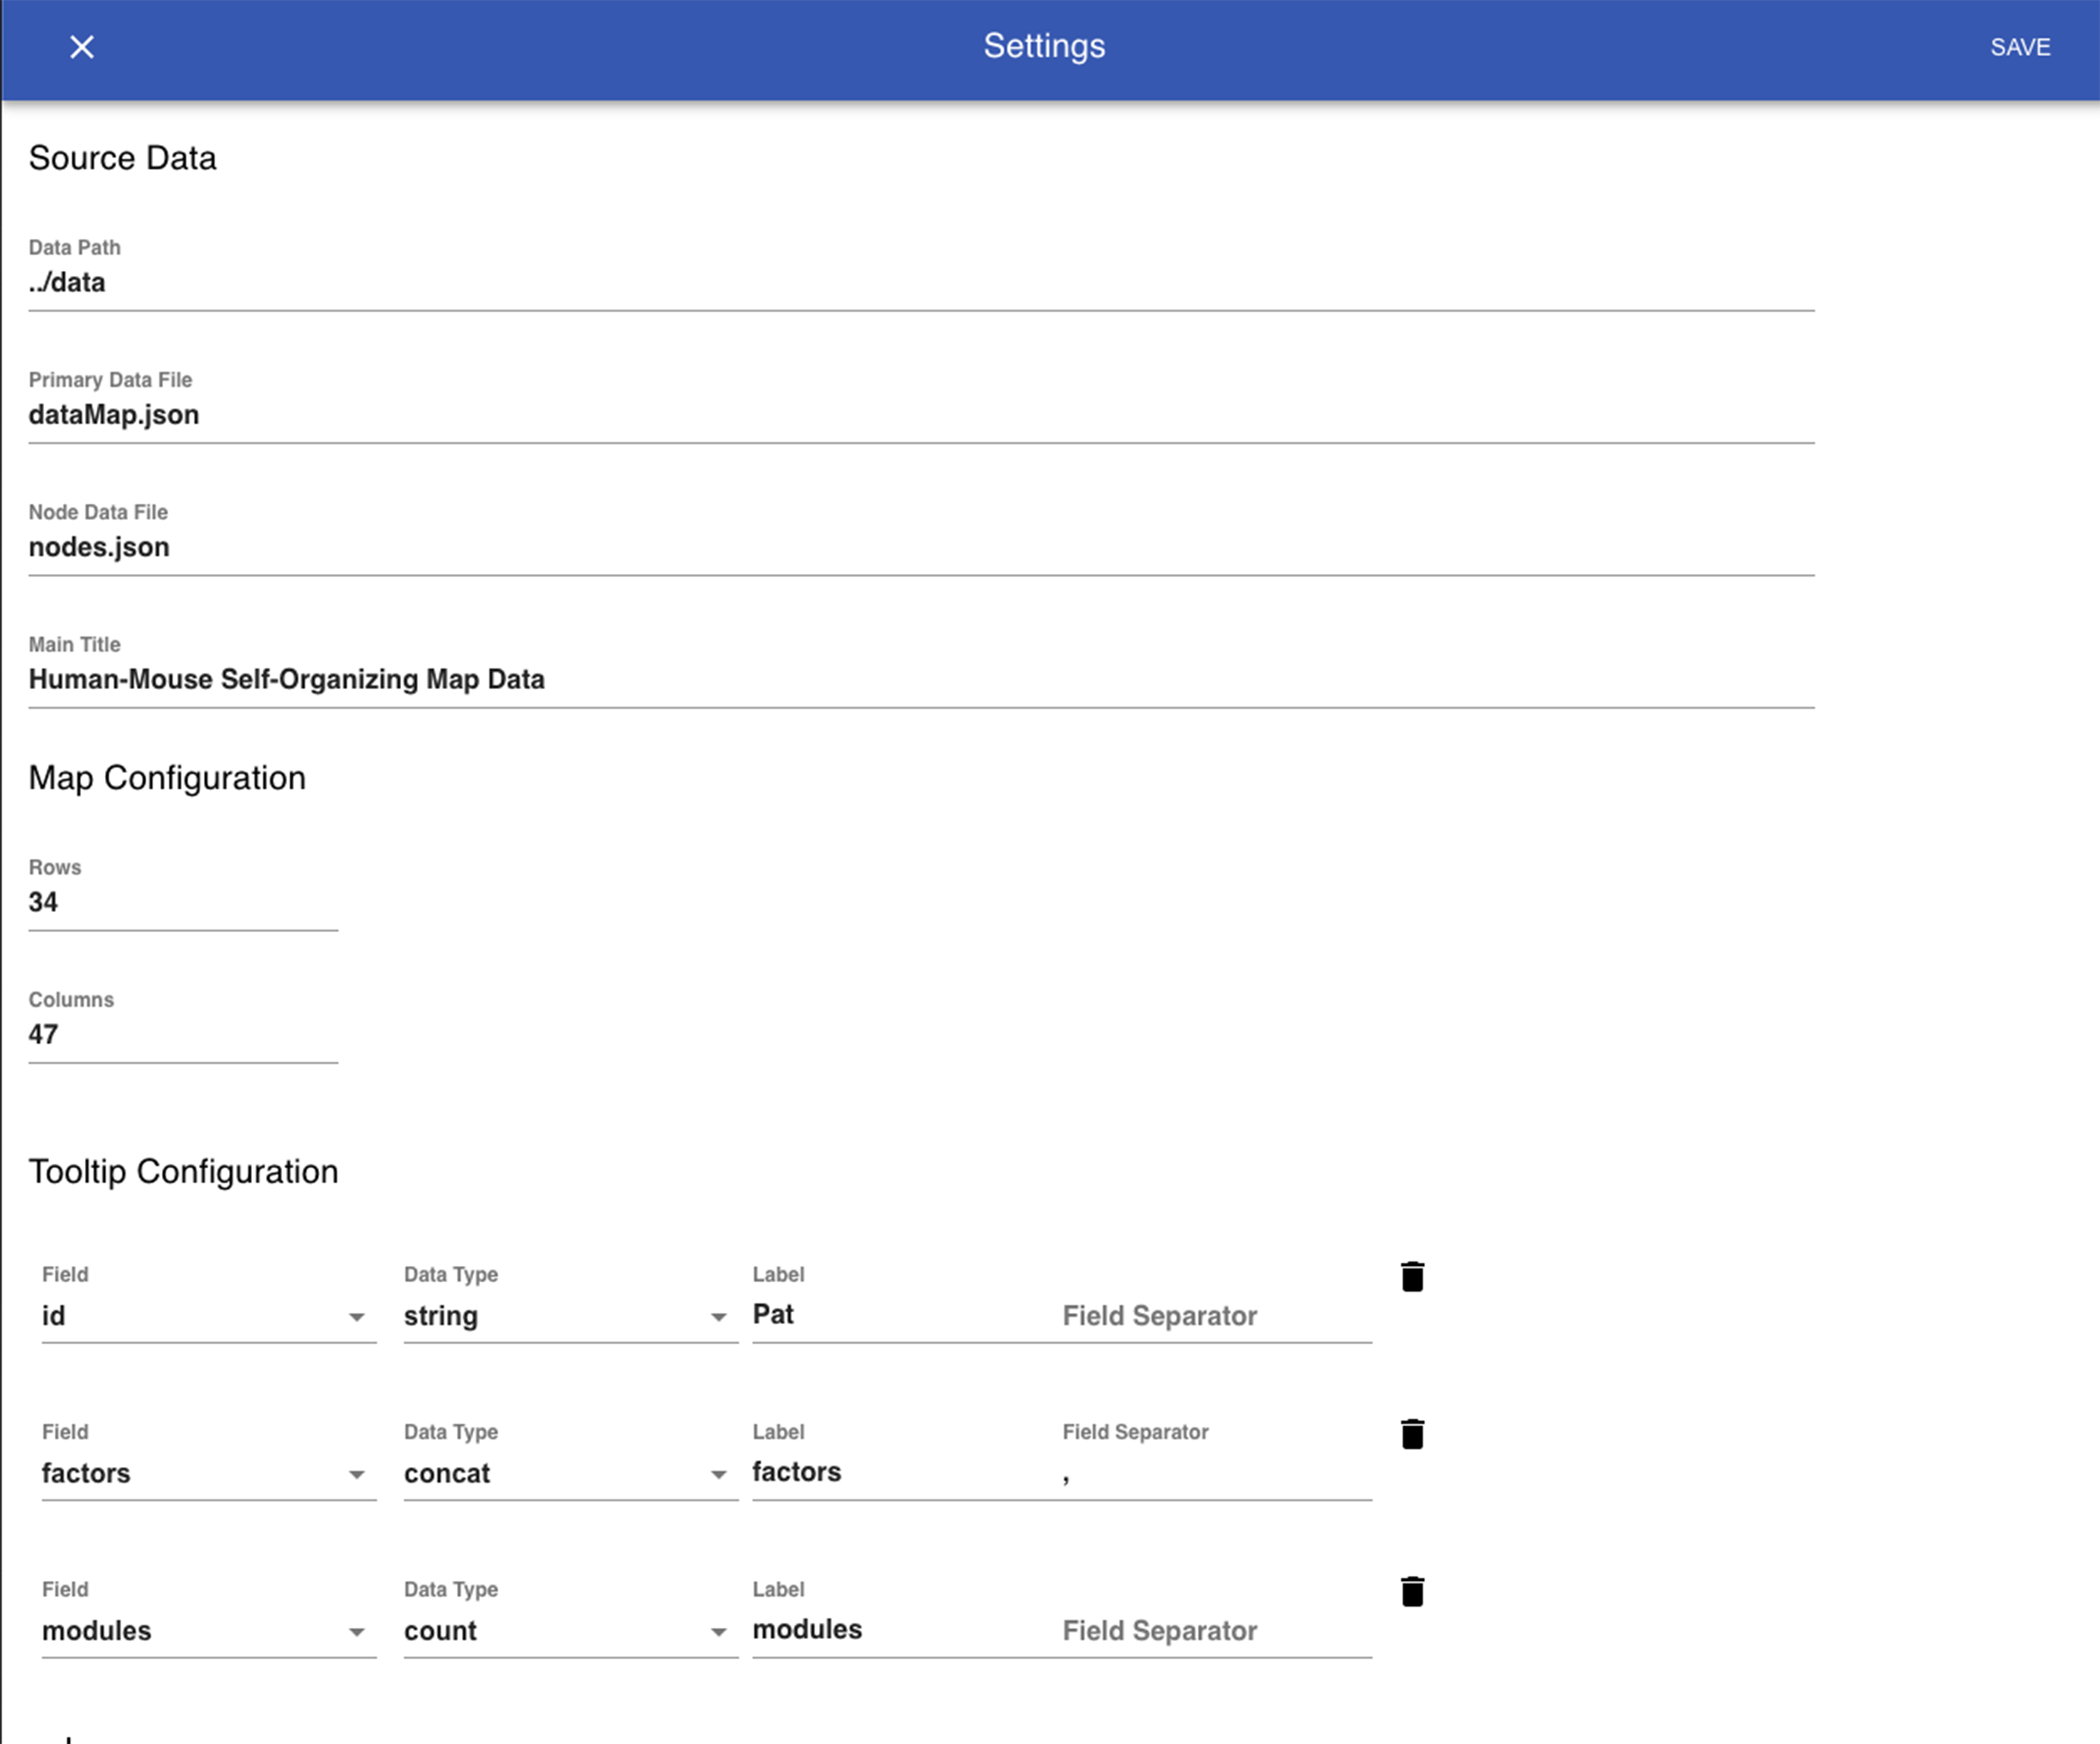 Settings
SAVE
Source Data
Data Path
../data
Primary Data File
dataMap.json
Node Data File
nodes.json
Main Title
Human-Mouse Self-Organizing Map Data
Map Configuration
Rows
34
Columns
47
Tooltip Configuration
Field Data Type Label
id string Pat Field Separator
Field Data Type Label Field Separator
factors concat factors ,
Field Data Type Label
modules count modules Field Separator